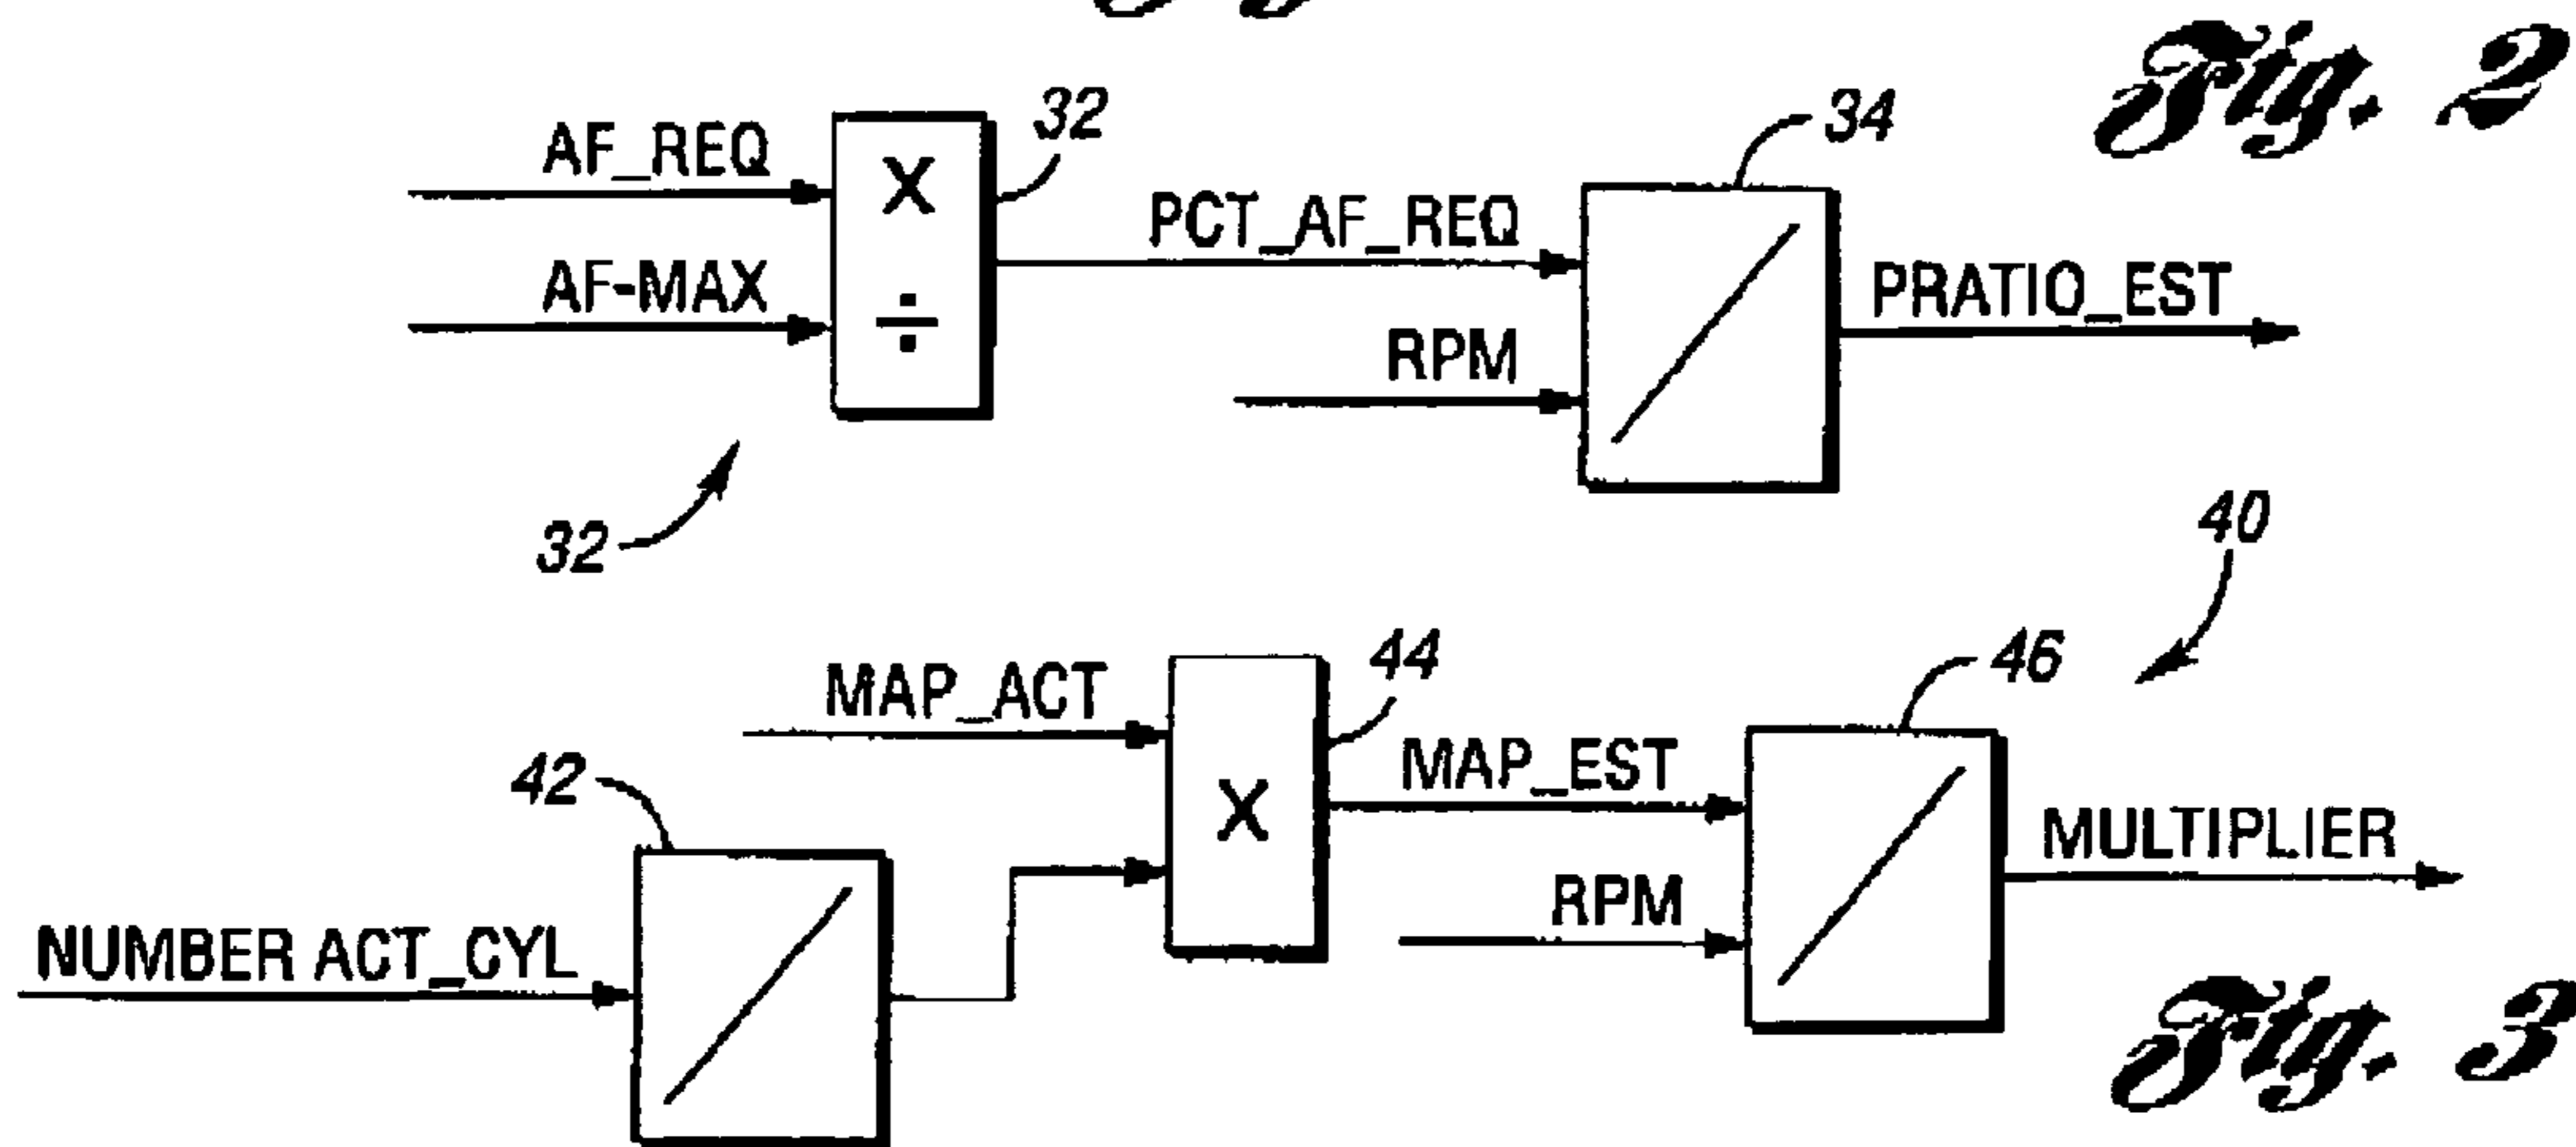 Fig. 2
AF_REQ
AF-MAX
X
÷
32
PCT_AF_REQ
RPM
34
PRATIO_EST
32
40
MAP_ACT
44
X
42
NUMBER ACT_CYL
MAP_EST
RPM
46
MULTIPLIER
Fig. 3